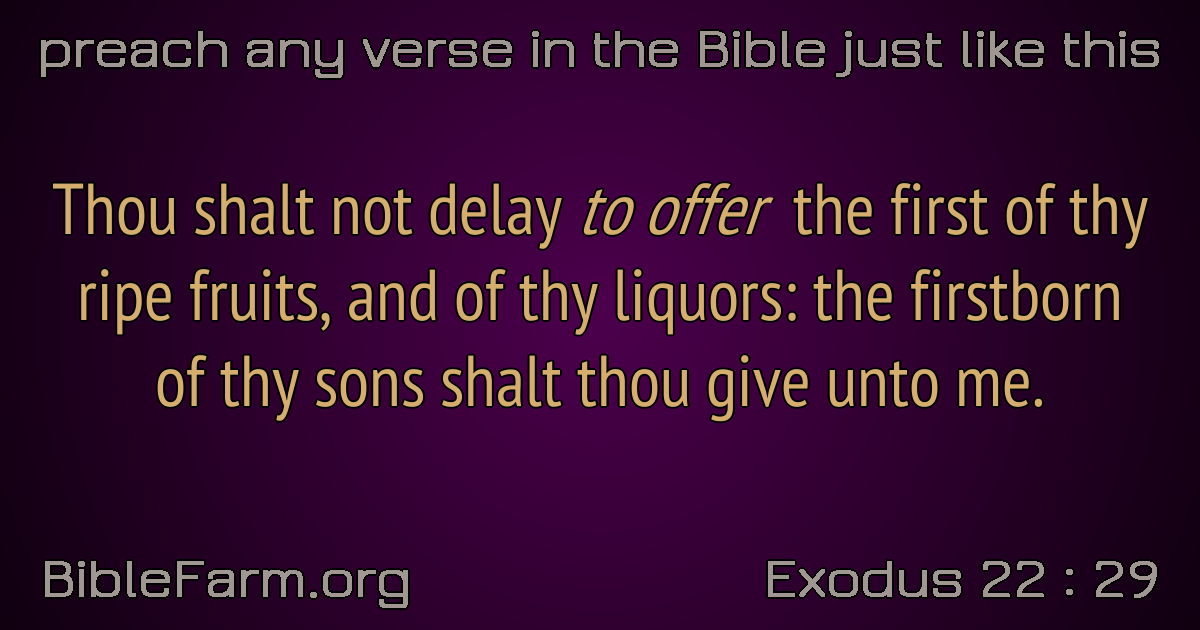 preach any verse in the Bible just like this
Thou shalt not delay to offer the first of thy
ripe fruits, and of thy liquors: the firstborn
of thy sons shalt thou give unto me.
BibleFarm.org
Exodus 22 : 29